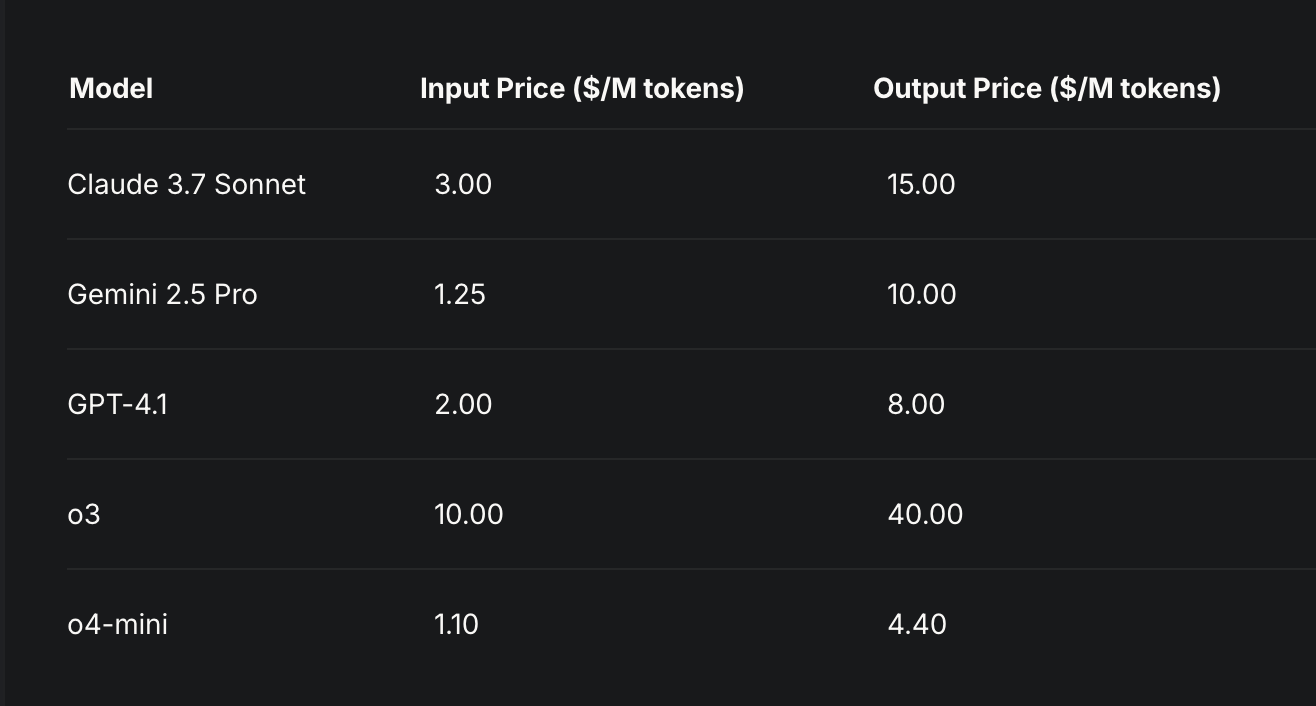 Model Input Price ($/M tokens) Output Price ($/M tokens)
Claude 3.7 Sonnet 3.00 15.00
Gemini 2.5 Pro 1.25 10.00
GPT-4.1 2.00 8.00
o3 10.00 40.00
o4-mini 1.10 4.40